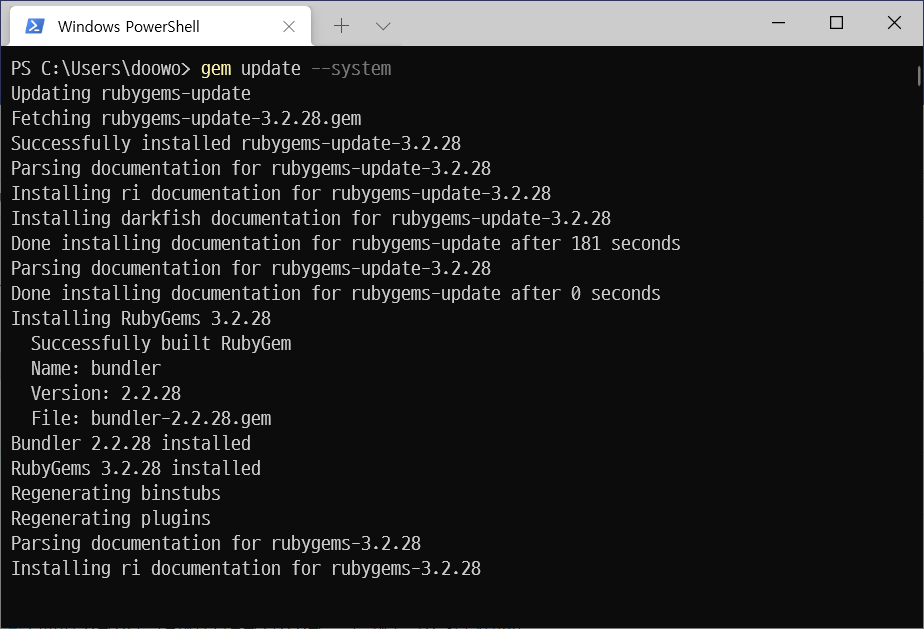 Windows PowerShell
PS C:\Users\doowo> gem update --system
Updating rubygems-update
Fetching rubygems-update-3.2.28.gem
Successfully installed rubygems-update-3.2.28
Parsing documentation for rubygems-update-3.2.28
Installing ri documentation for rubygems-update-3.2.28
Installing darkfish documentation for rubygems-update-3.2.28
Done installing documentation for rubygems-update after 181 seconds
Parsing documentation for rubygems-update-3.2.28
Done installing documentation for rubygems-update after 0 seconds
Installing RubyGems 3.2.28
  Successfully built RubyGem
  Name: bundler
  Version: 2.2.28
  File: bundler-2.2.28.gem
Bundler 2.2.28 installed
RubyGems 3.2.28 installed
Regenerating binstubs
Regenerating plugins
Parsing documentation for rubygems-3.2.28
Installing ri documentation for rubygems-3.2.28